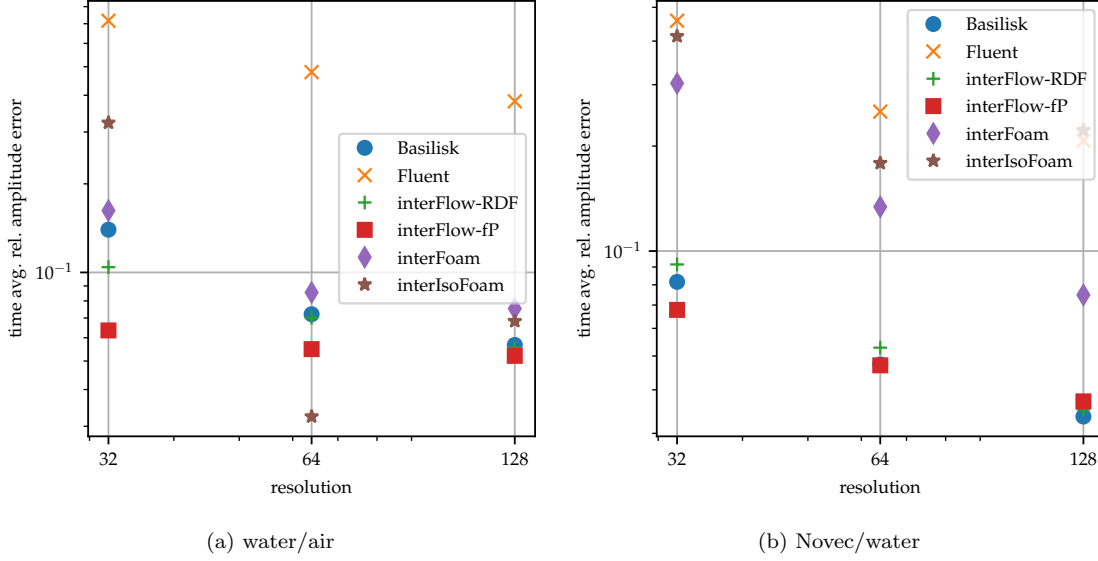 time avg. rel. amplitude error
10⁻¹
Basilisk
Fluent
interFlow-RDF
interFlow-fP
interFoam
interIsoFoam
32
64
128
resolution
(a) water/air
time avg. rel. amplitude error
10⁻¹
Basilisk
Fluent
interFlow-RDF
interFlow-fP
interFoam
interIsoFoam
32
64
128
resolution
(b) Novec/water